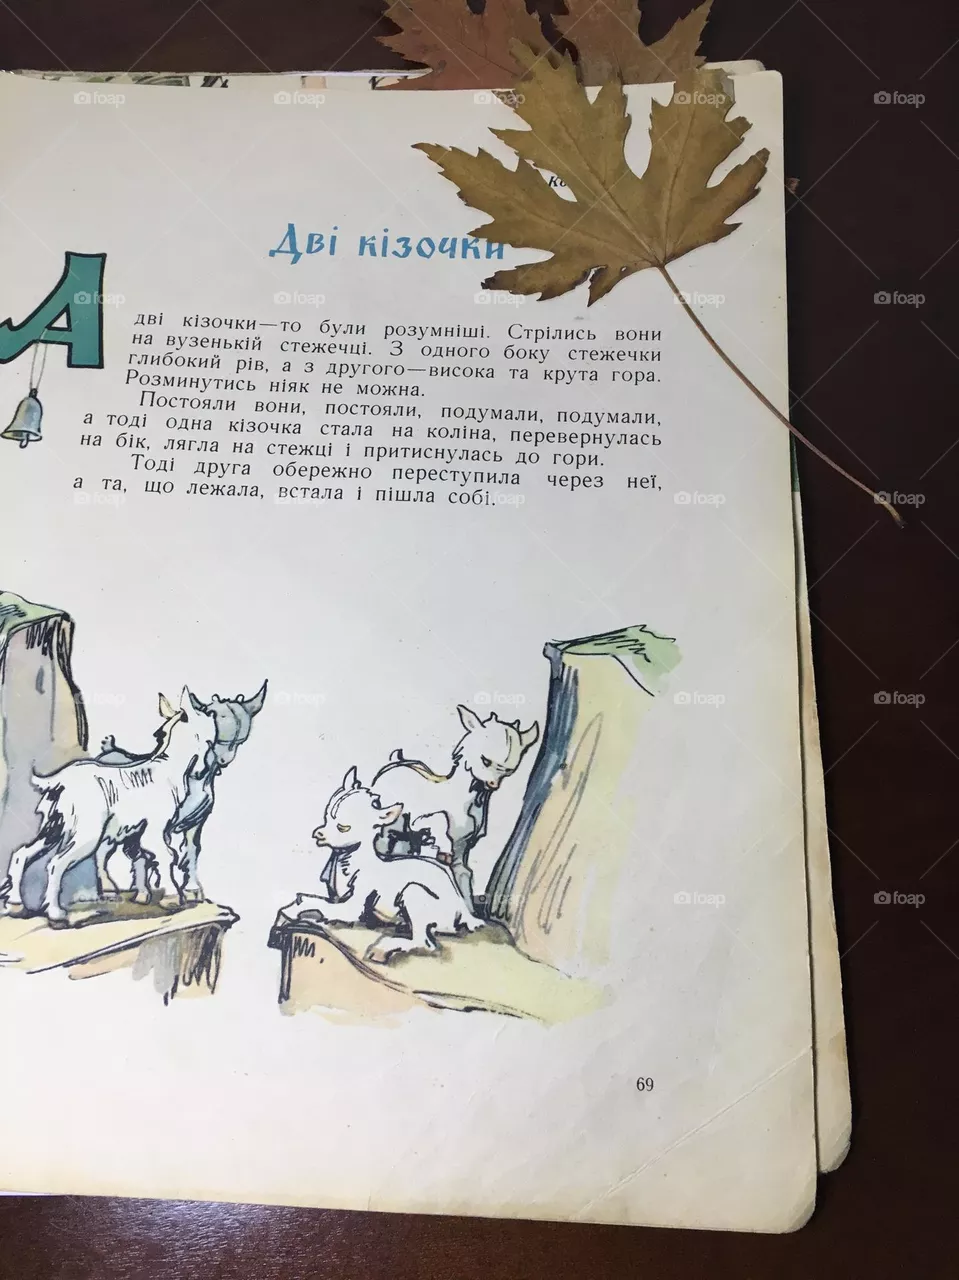 Дві кізочки
А
дві кізочки—то були розумніші. Стрілись вони
на вузенькій стежечці. З одного боку стежечки
глибокий рів, а з другого—висока та крута гора.
Розминутись ніяк не можна.
Постояли вони, постояли, подумали, подумали,
а тоді одна кізочка стала на коліна, перевернулась
на бік, лягла на стежці і притиснулась до гори.
Тоді друга обережно переступила через неї,
а та, що лежала, встала і пішла собі.
69
foap